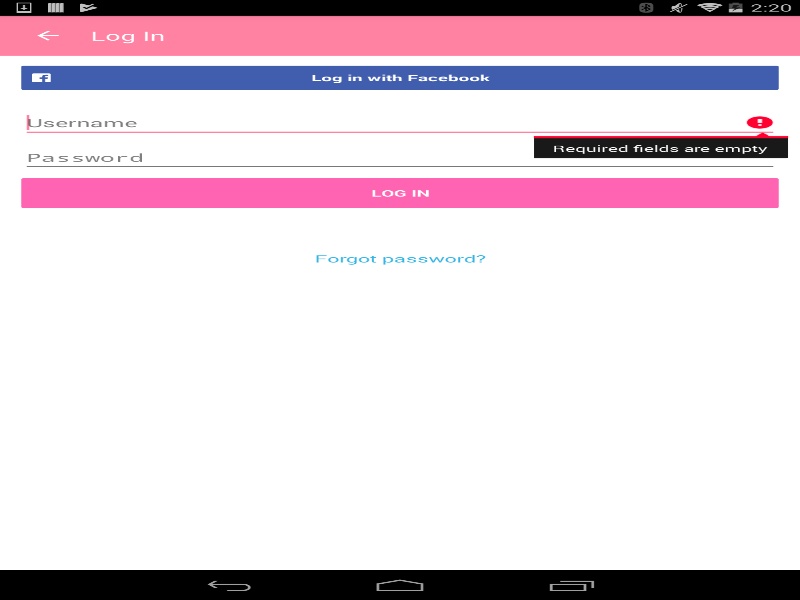 2:20
Log In
Log in with Facebook
Username
Required fields are empty
Password
LOG IN
Forgot password?